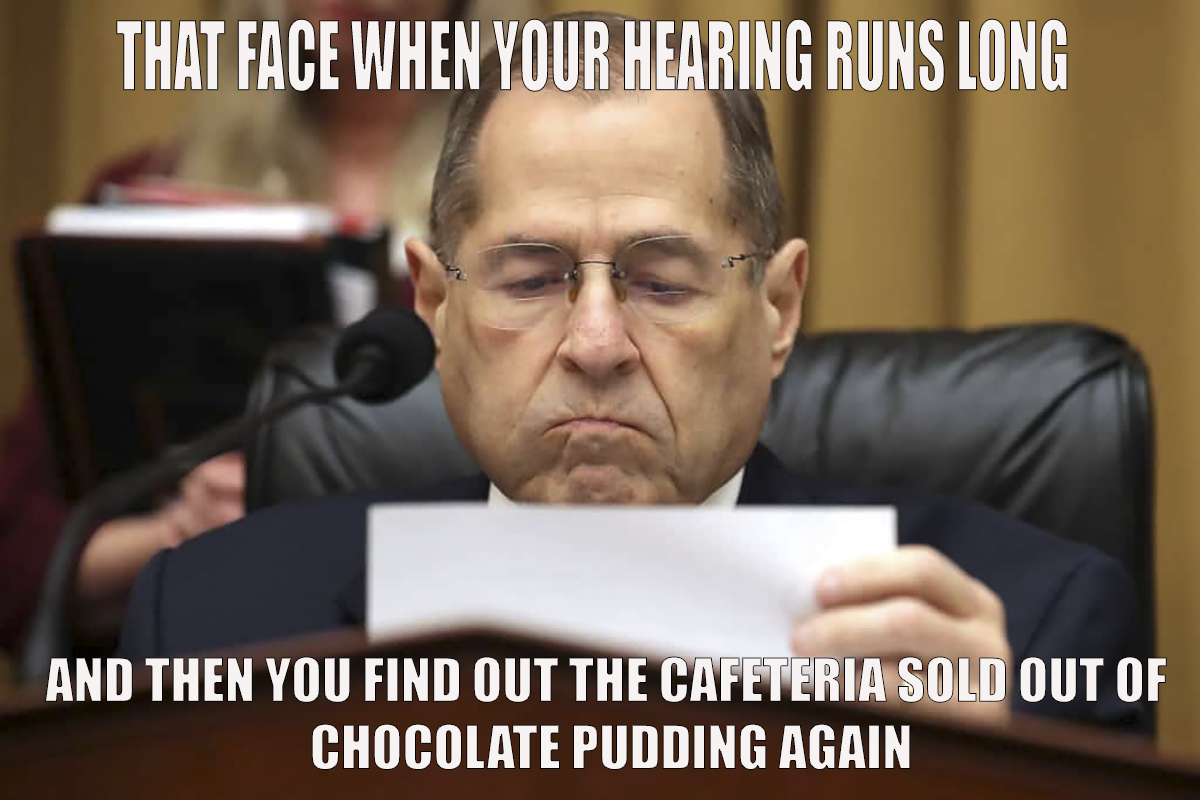 THAT FACE WHEN YOUR HEARING RUNS LONG
AND THEN YOU FIND OUT THE CAFETERIA SOLD OUT OF
CHOCOLATE PUDDING AGAIN